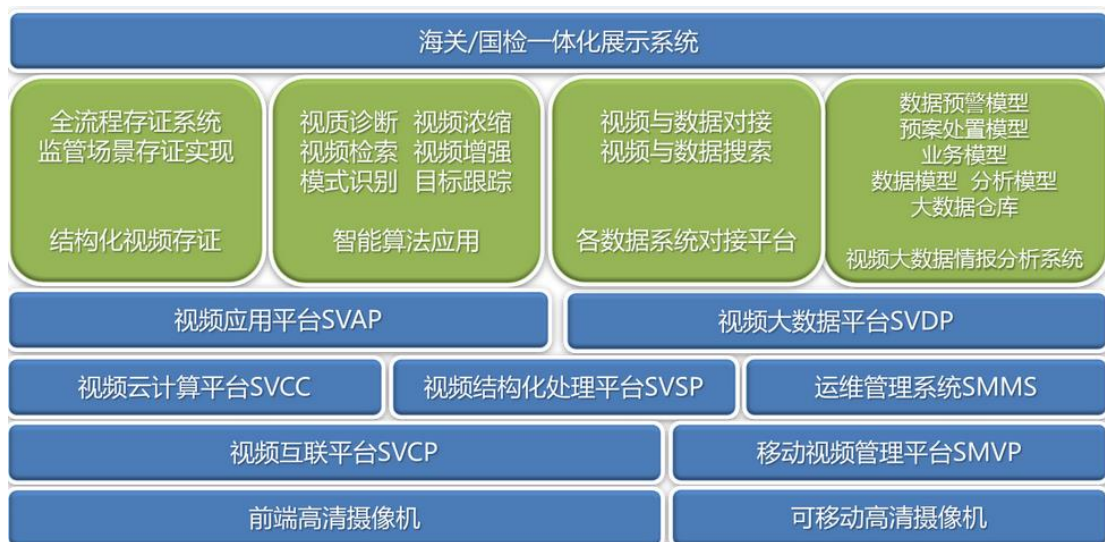 海关/国检一体化展示系统
全流程存证系统
监管场景存证实现
结构化视频存证
视质诊断 视频浓缩
视频检索 视频增强
模式识别 目标跟踪
智能算法应用
视频与数据对接
视频与数据搜索
各数据系统对接平台
数据预警模型
预案处置模型
业务模型
数据模型 分析模型
大数据仓库
视频大数据情报分析系统
视频应用平台SVAP
视频大数据平台SVDP
视频云计算平台SVCC
视频结构化处理平台SVSP
运维管理系统SMMS
视频互联平台SVCP
移动视频管理平台SMVP
前端高清摄像机
可移动高清摄像机